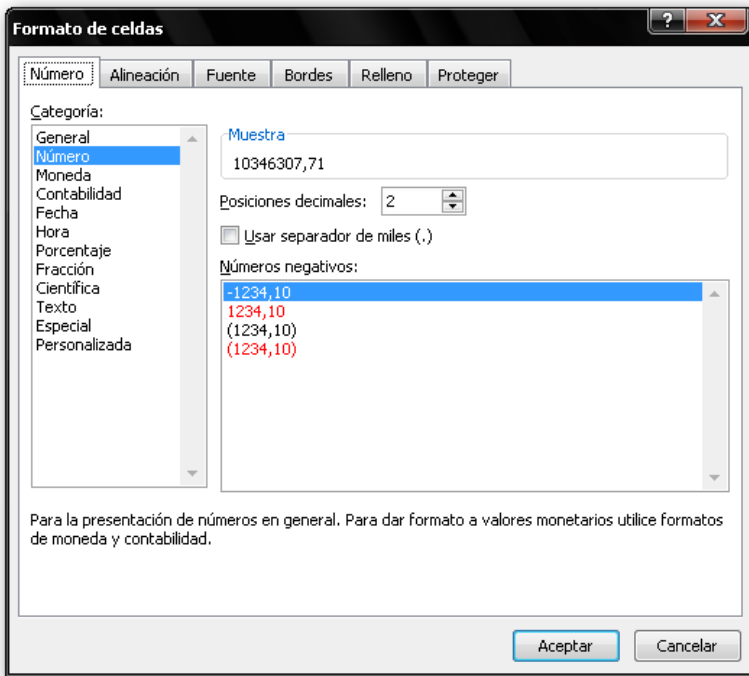 Formato de celdas
? X
Número Alineación Fuente Bordes Relleno Proteger
Categoría:
General
Número
Moneda
Contabilidad
Fecha
Hora
Porcentaje
Fracción
Científica
Texto
Especial
Personalizada
Muestra
10346307,71
Posiciones decimales: 2
Usar separador de miles (.)
Números negativos:
-1234,10
1234,10
(1234,10)
(1234,10)
Para la presentación de números en general. Para dar formato a valores monetarios utilice formatos
de moneda y contabilidad.
Aceptar Cancelar